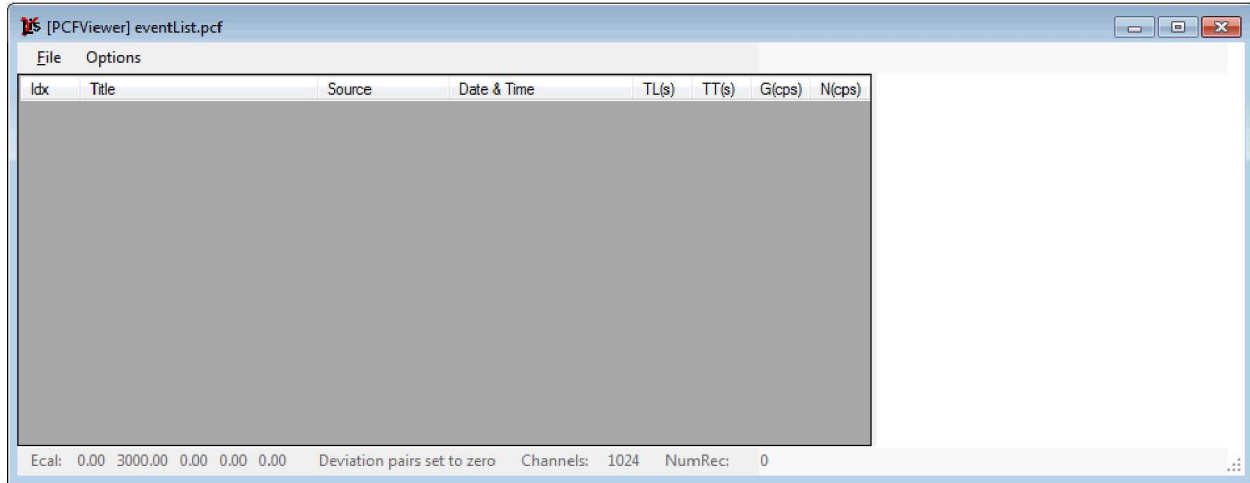 [PCFViewer] eventList.pcf
File Options
Idx Title Source Date & Time TL(s) TT(s) G(cps) N(cps)
Ecal: 0.00 3000.00 0.00 0.00 0.00 Deviation pairs set to zero Channels: 1024 NumRec: 0